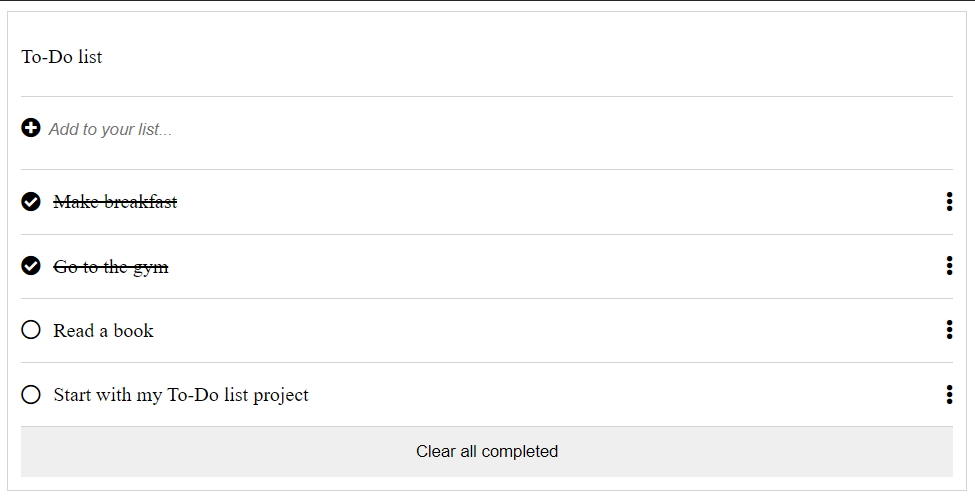 To-Do list
Add to your list...
Make breakfast
Go to the gym
Read a book
Start with my To-Do list project
Clear all completed